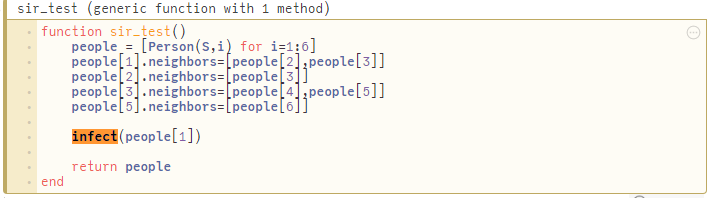 sir_test (generic function with 1 method)
function sir_test()
    people = [Person(S,i) for i=1:6]
    people[1].neighbors=[people[2],people[3]]
    people[2].neighbors=[people[3]]
    people[3].neighbors=[people[4],people[5]]
    people[5].neighbors=[people[6]]
    infect(people[1])
    return people
end